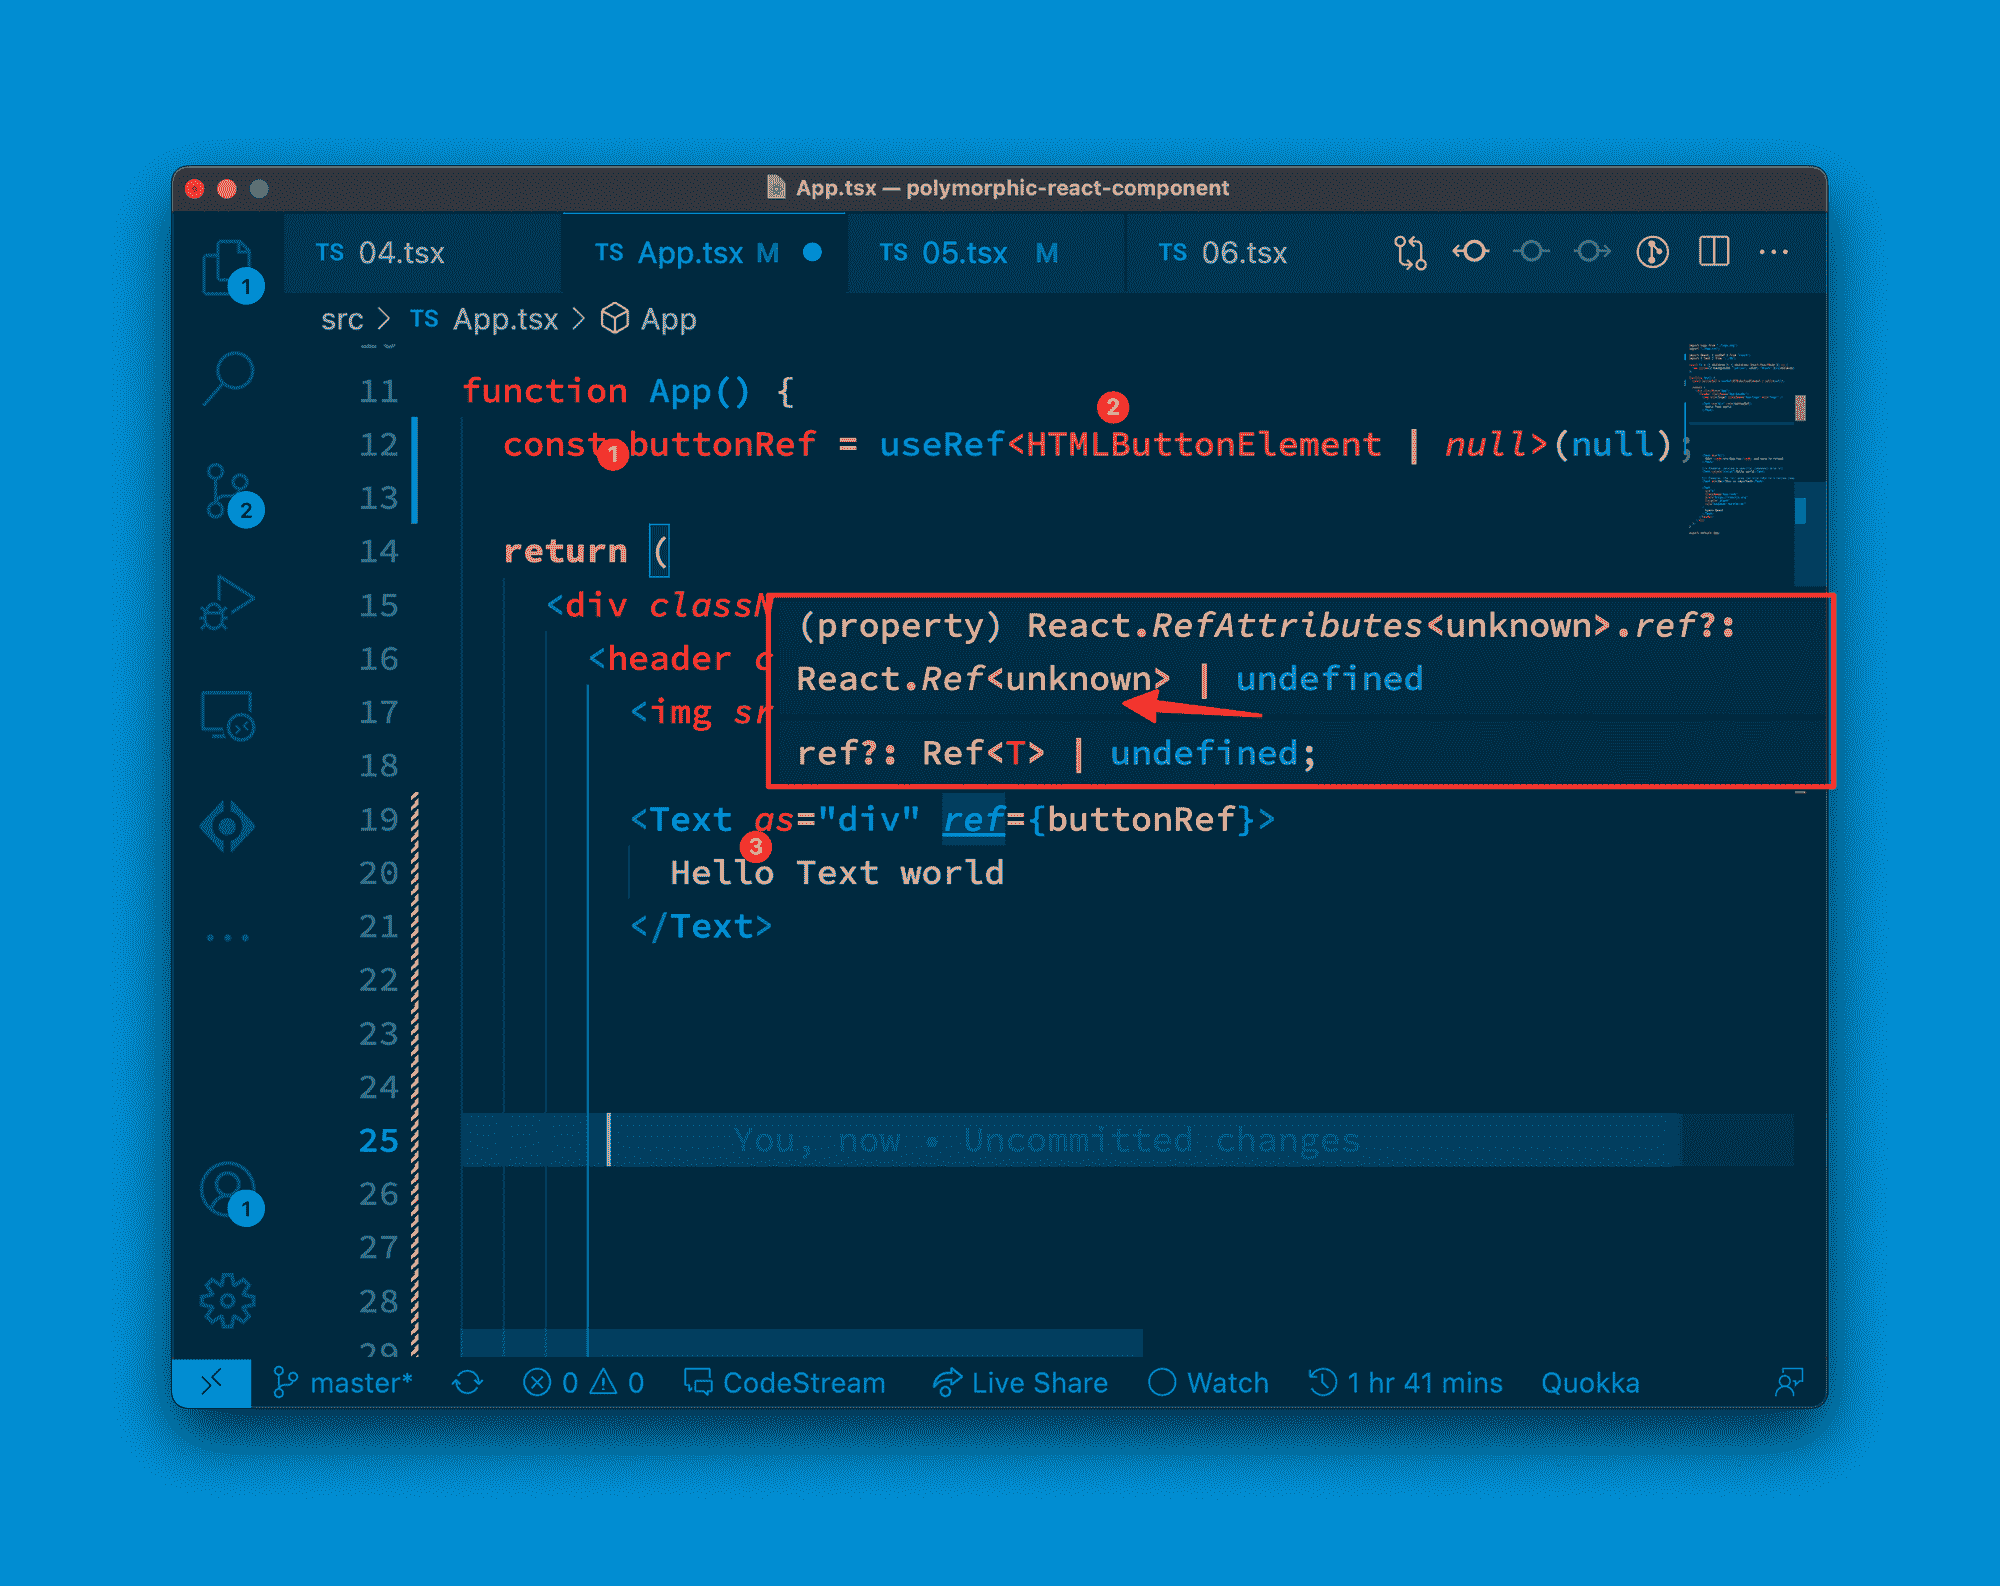 App.tsx — polymorphic-react-component
TS 04.tsx
TS App.tsx M
TS 05.tsx M
TS 06.tsx
src > TS App.tsx > App
11 function App() {
12 const buttonRef = useRef<HTMLButtonElement | null>(null);
1
2
13
14 return (
15 <div classN
16 <header c
17 <img sr
18
(property) React.RefAttributes<unknown>.ref?:
React.Ref<unknown> | undefined
ref?: Ref<T> | undefined;
19 <Text as="div" ref={buttonRef}>
3
20 Hello Text world
21 </Text>
22
23
24
25 You, now • Uncommitted changes
26
27
28
29
1
2
1
master* 0 0 CodeStream Live Share Watch 1 hr 41 mins Quokka